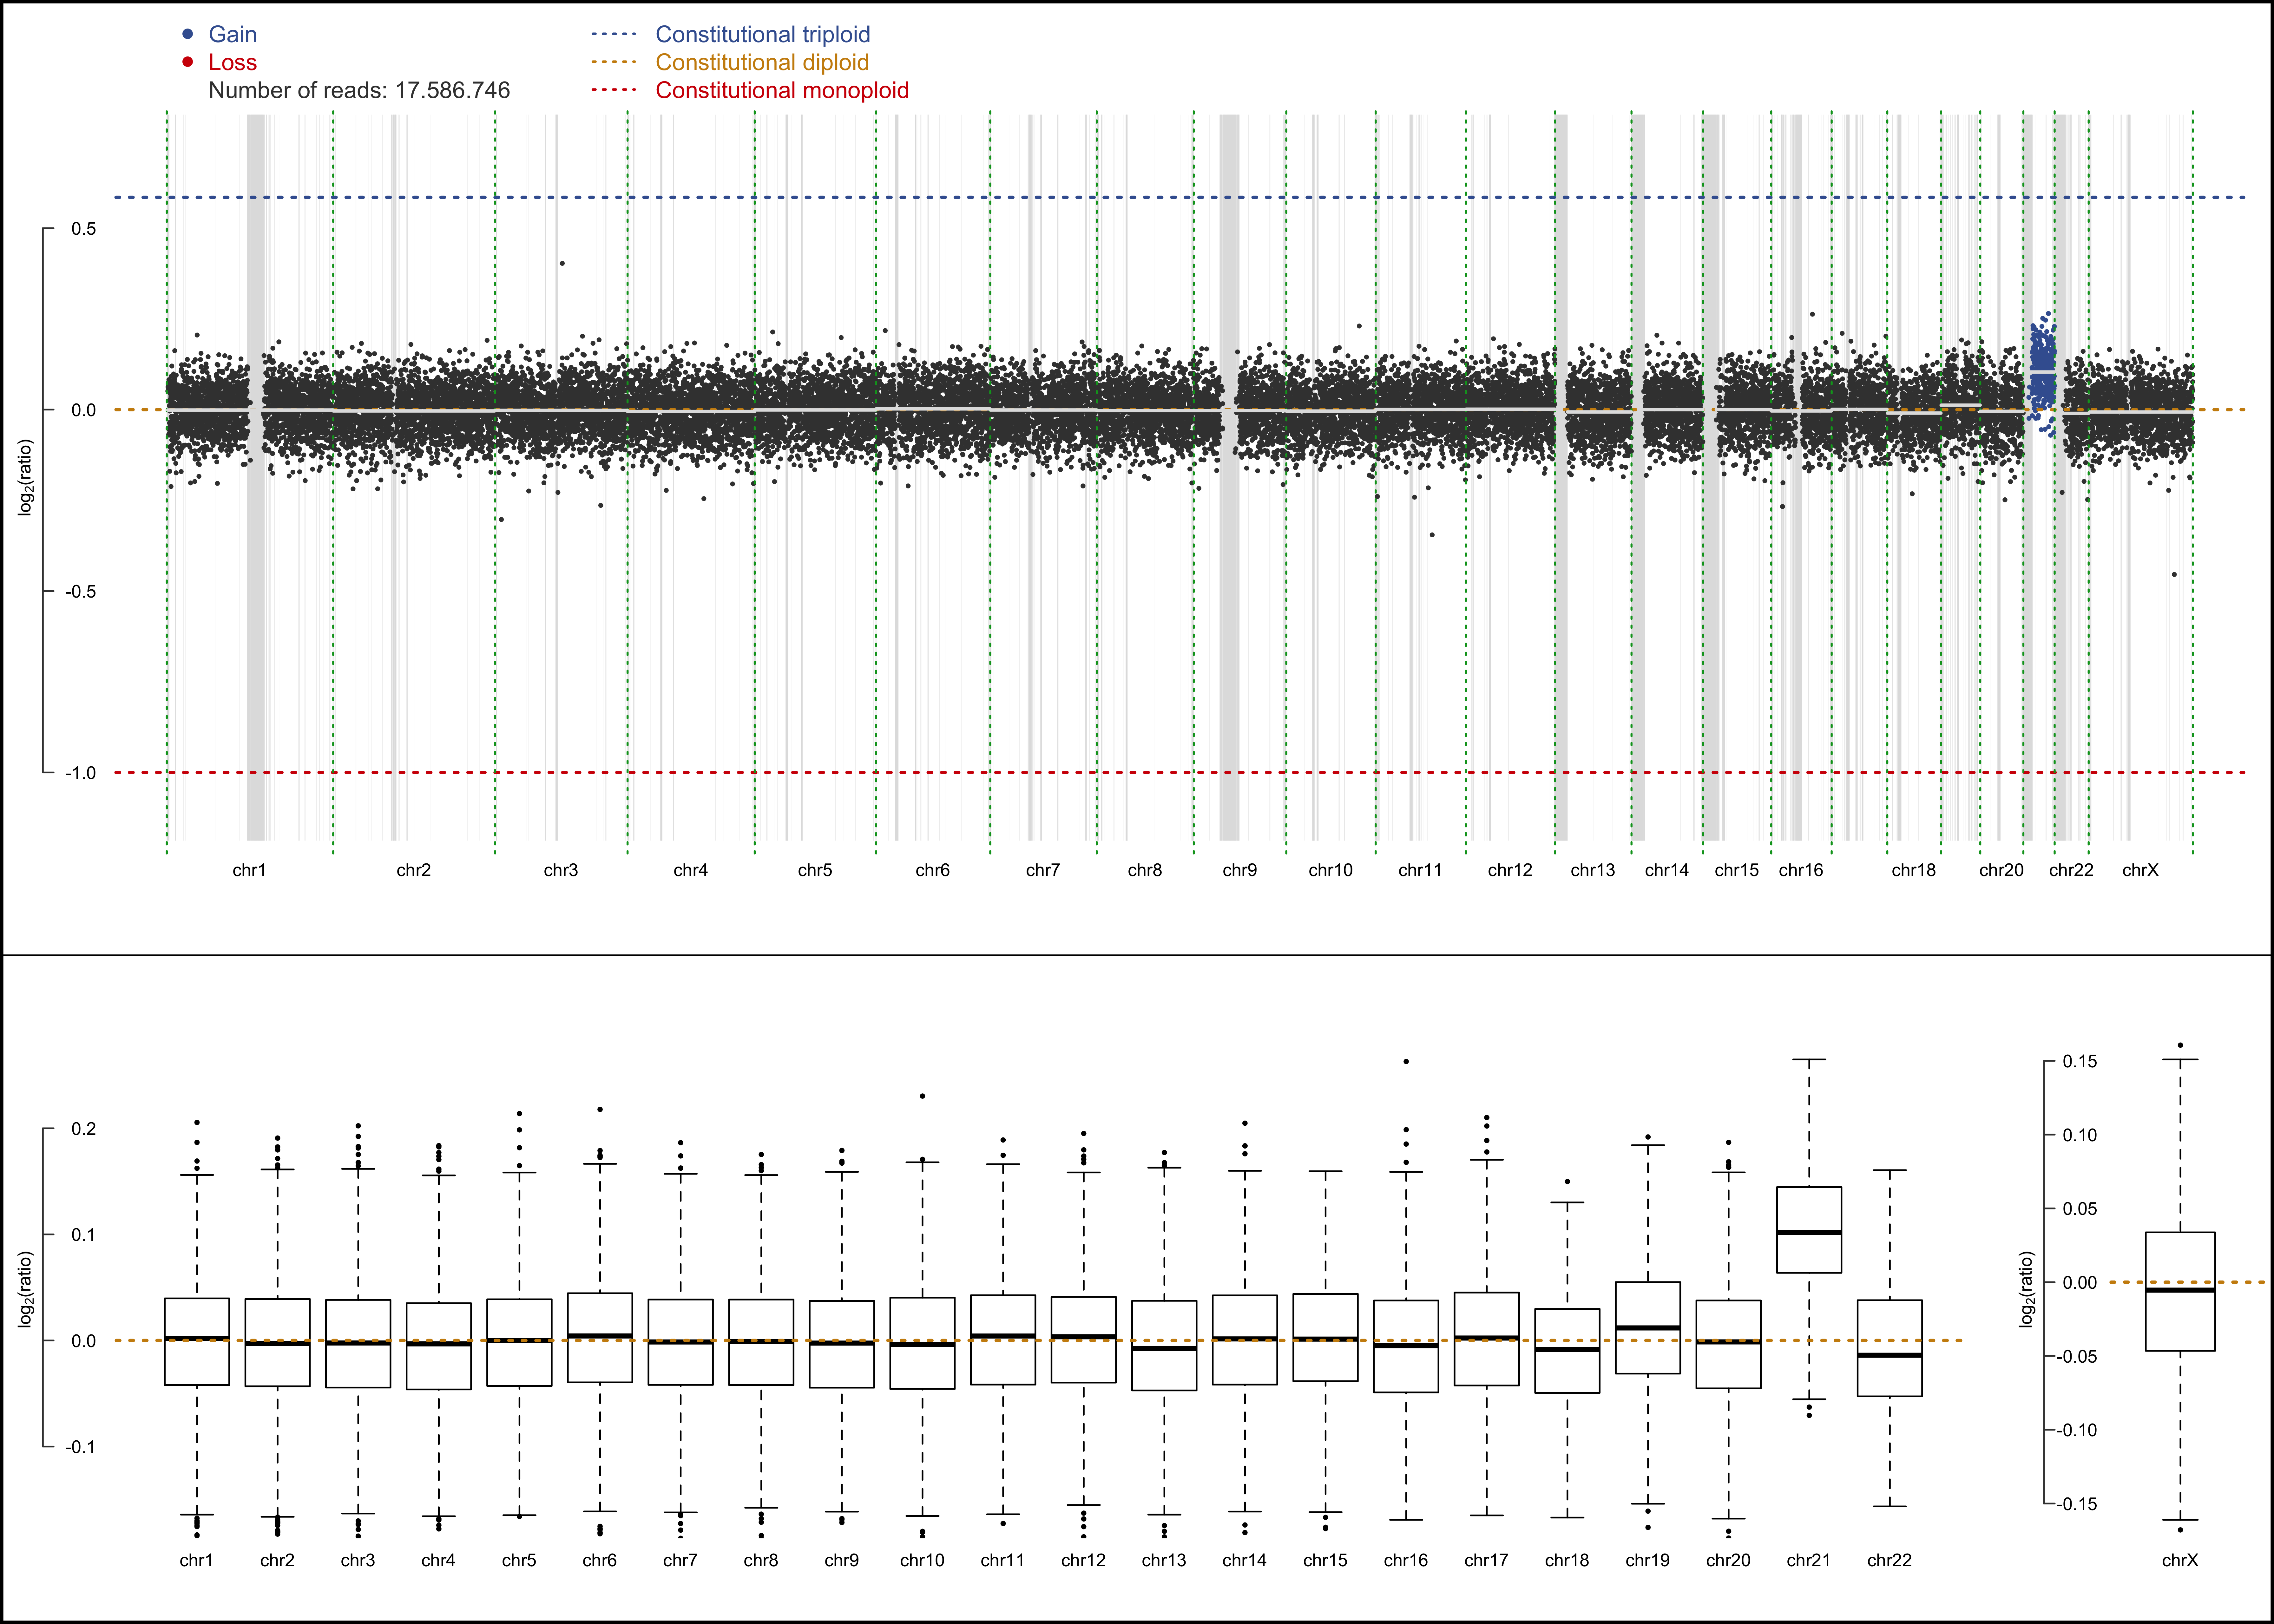 Gain
Loss
Number of reads: 17.586.746
Constitutional triploid
Constitutional diploid
Constitutional monoploid
log2(ratio)
0.5
0.0
-0.5
-1.0
chr1 chr2 chr3 chr4 chr5 chr6 chr7 chr8 chr9 chr10 chr11 chr12 chr13 chr14 chr15 chr16 chr18 chr20 chr22 chrX
log2(ratio)
0.2
0.1
0.0
-0.1
chr1 chr2 chr3 chr4 chr5 chr6 chr7 chr8 chr9 chr10 chr11 chr12 chr13 chr14 chr15 chr16 chr17 chr18 chr19 chr20 chr21 chr22
log2(ratio)
0.15
0.10
0.05
0.00
-0.05
-0.10
-0.15
chrX